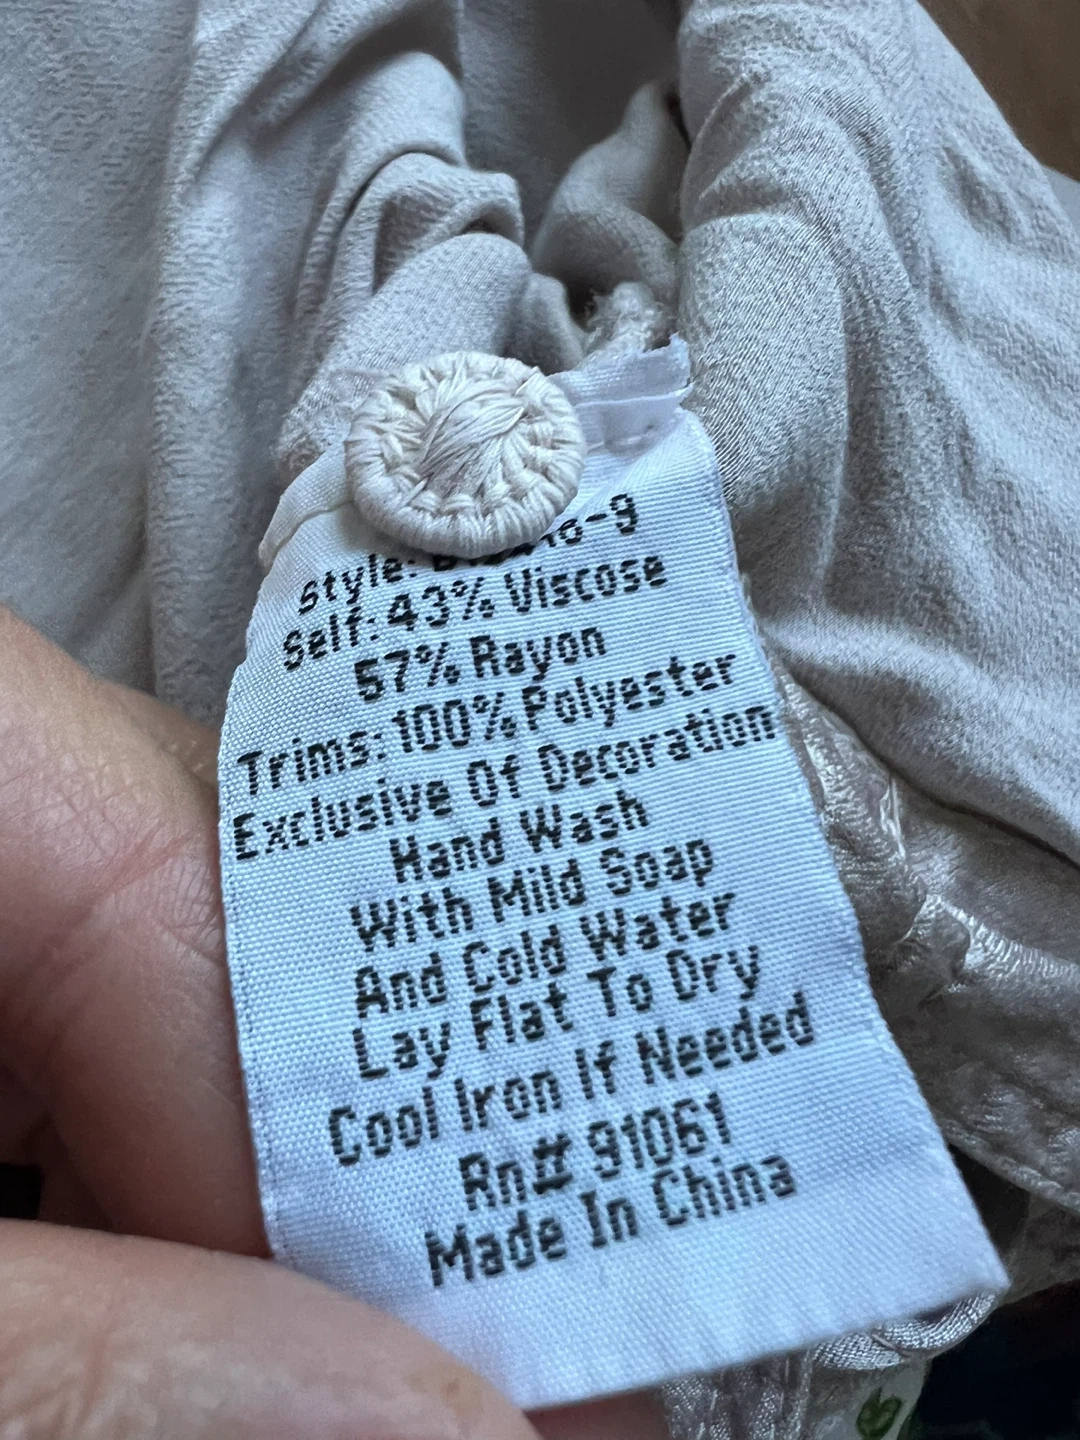 Style:
Self: 43% Viscose
57% Rayon
Trims: 100% Polyester
Exclusive Of Decoration
Hand Wash
With Mild Soap
And Cold Water
Lay Flat To Dry
Cool Iron If Needed
Rn# 91061
Made In China